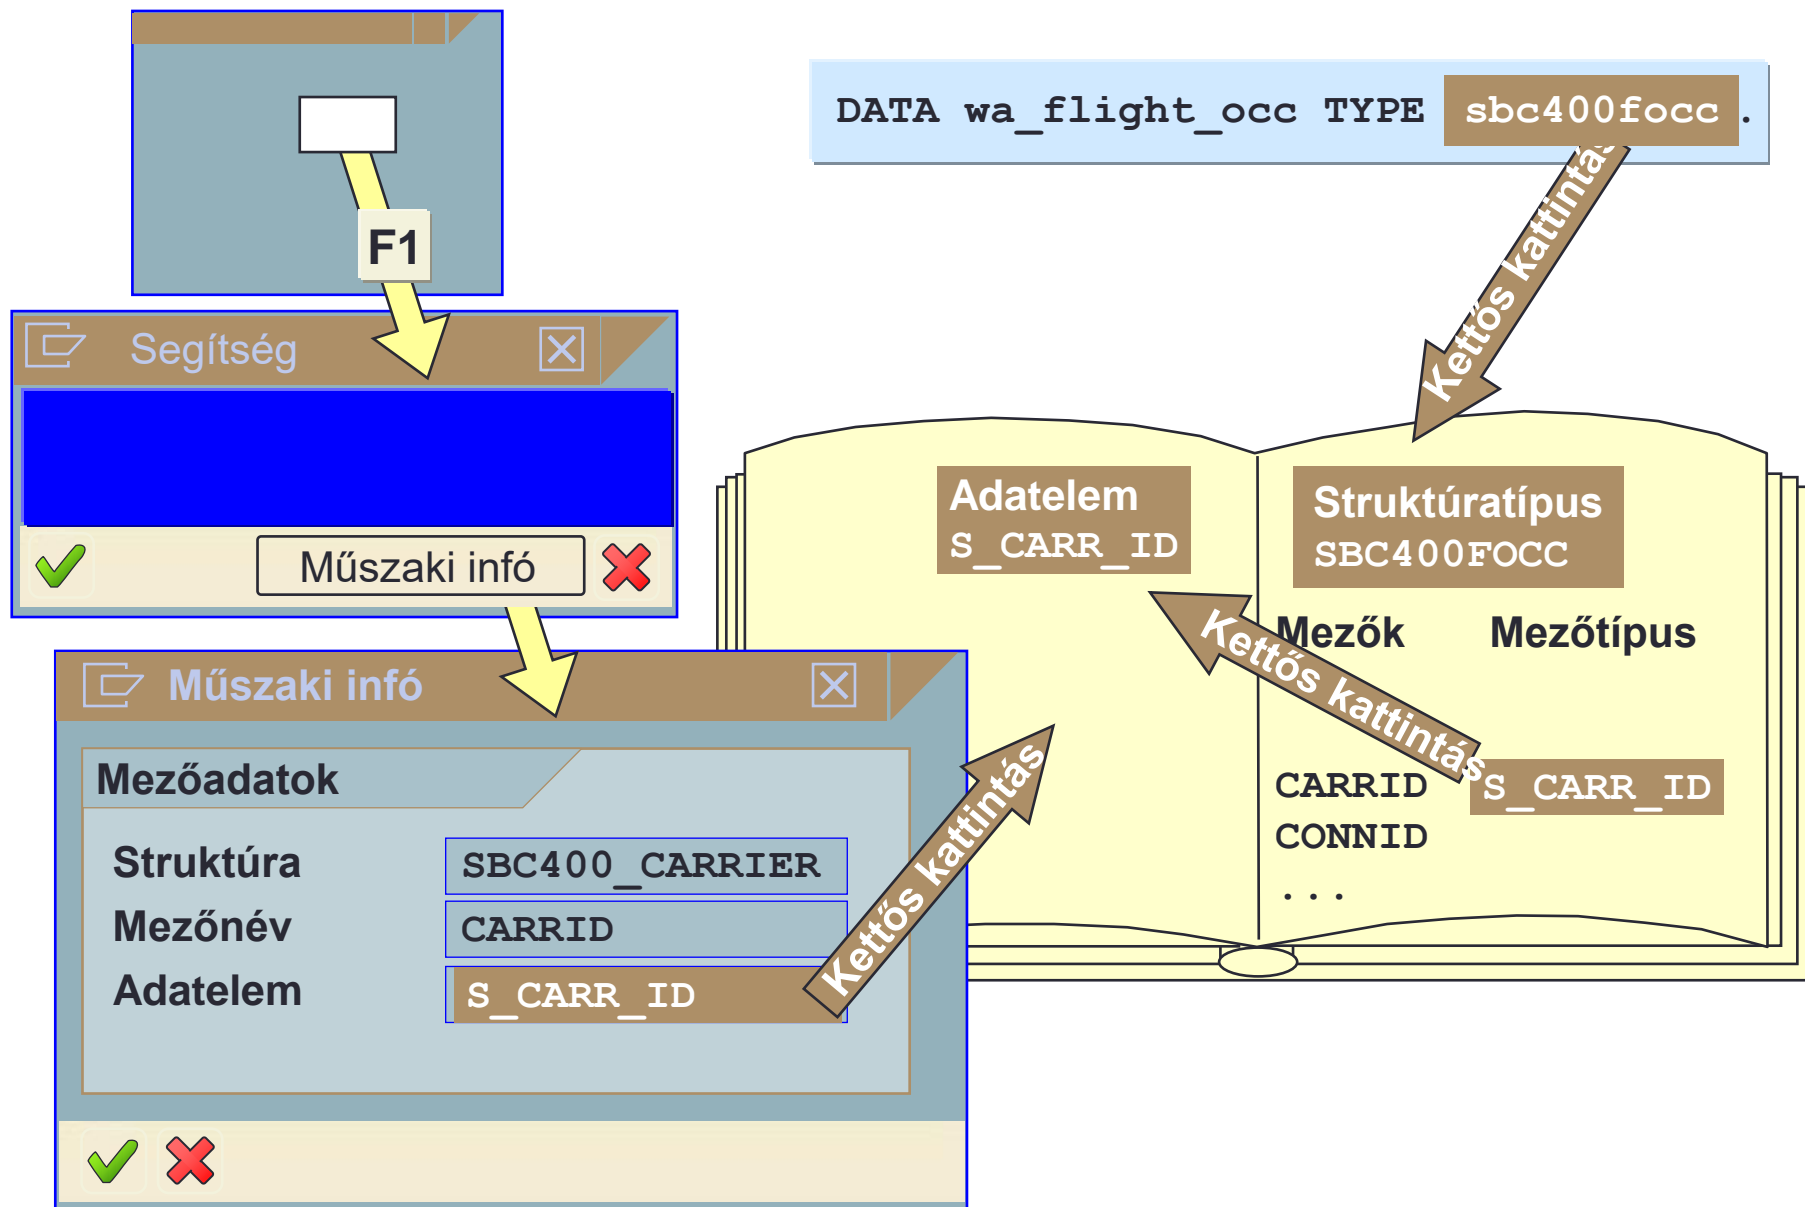 DATA wa_flight_occ TYPE sbc400focc .
F1
Segítség
Műszaki infó
Műszaki infó
Mezőadatok
Struktúra SBC400_CARRIER
Mezőnév CARRID
Adatelem S_CARR_ID
Kettős kattintás
Kettős kattintás
Adatelem
S_CARR_ID
Kettős kattintás
Struktúratípus
SBC400FOCC
Mezők Mezőtípus
CARRID S_CARR_ID
CONNID
...